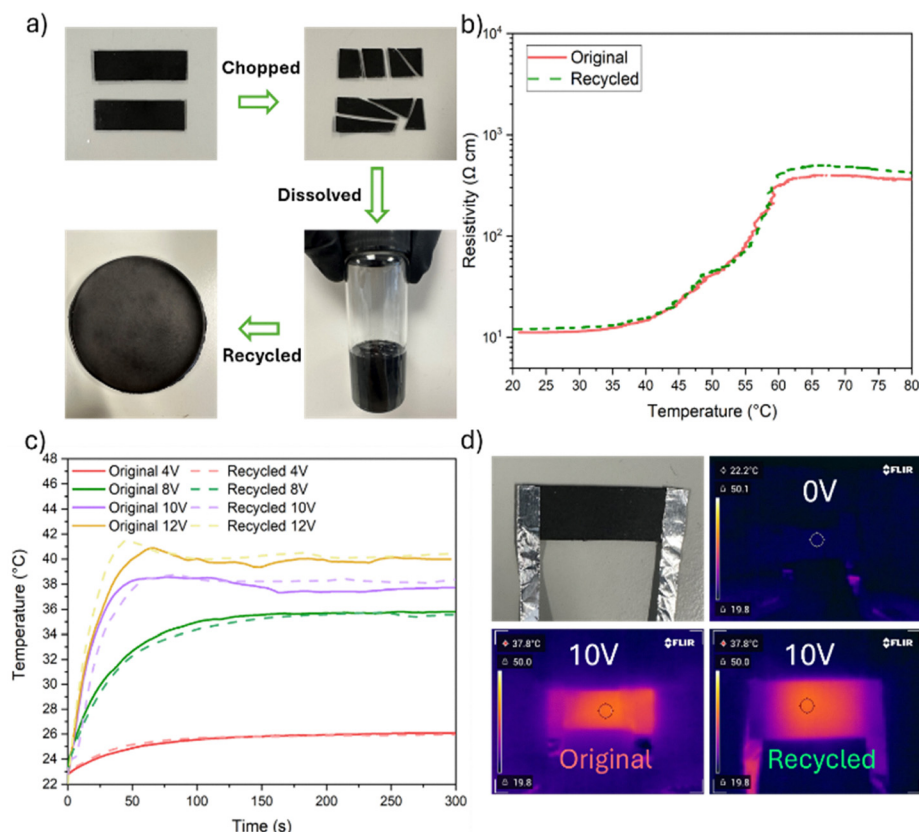 a)
Chopped
Dissolved
Recycled
b)
Original
Recycled
Resistivity (Ω cm)
10⁴
10³
10²
10¹
20 25 30 35 40 45 50 55 60 65 70 75 80
Temperature (°C)
c)
Original 4V Recycled 4V
Original 8V Recycled 8V
Original 10V Recycled 10V
Original 12V Recycled 12V
Temperature (°C)
48
46
44
42
40
38
36
34
32
30
28
26
24
22
0 50 100 150 200 250 300
Time (s)
d)
22.2°C
FLIR
50.1
0V
19.8
37.8°C
FLIR
50.0
10V
Original
19.8
37.8°C
FLIR
50.0
10V
Recycled
19.8